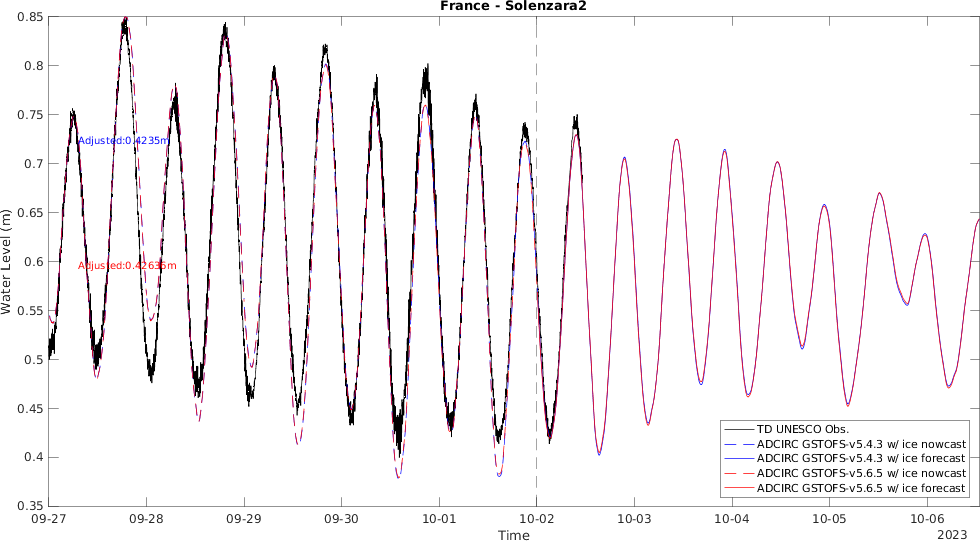 France - Solenzara2
0.85
0.8
0.75
0.7
0.65
0.6
0.55
0.5
0.45
0.4
0.35
Water Level (m)
Adjusted:0.4235m
Adjusted:0.42635m
TD UNESCO Obs.
ADCIRC GSTOFS-v5.4.3 w/ ice nowcast
ADCIRC GSTOFS-v5.4.3 w/ ice forecast
ADCIRC GSTOFS-v5.6.5 w/ ice nowcast
ADCIRC GSTOFS-v5.6.5 w/ ice forecast
09-27 09-28 09-29 09-30 10-01 10-02 10-03 10-04 10-05 10-06
Time
2023